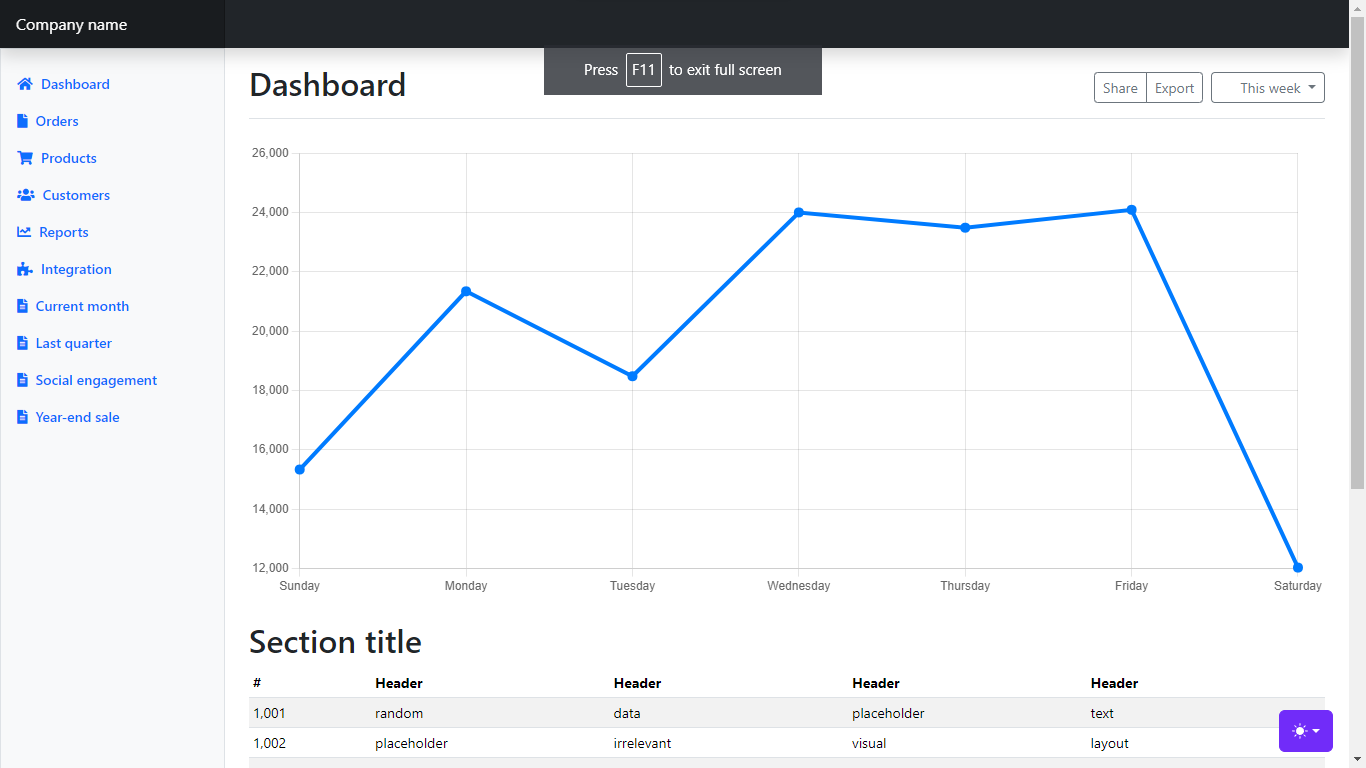 Company name
Press F11 to exit full screen
Dashboard
Orders
Products
Customers
Reports
Integration
Current month
Last quarter
Social engagement
Year-end sale
Dashboard
Share Export This week
26,000
24,000
22,000
20,000
18,000
16,000
14,000
12,000
Sunday Monday Tuesday Wednesday Thursday Friday Saturday
Section title
# Header Header Header Header
1,001 random data placeholder text
1,002 placeholder irrelevant visual layout